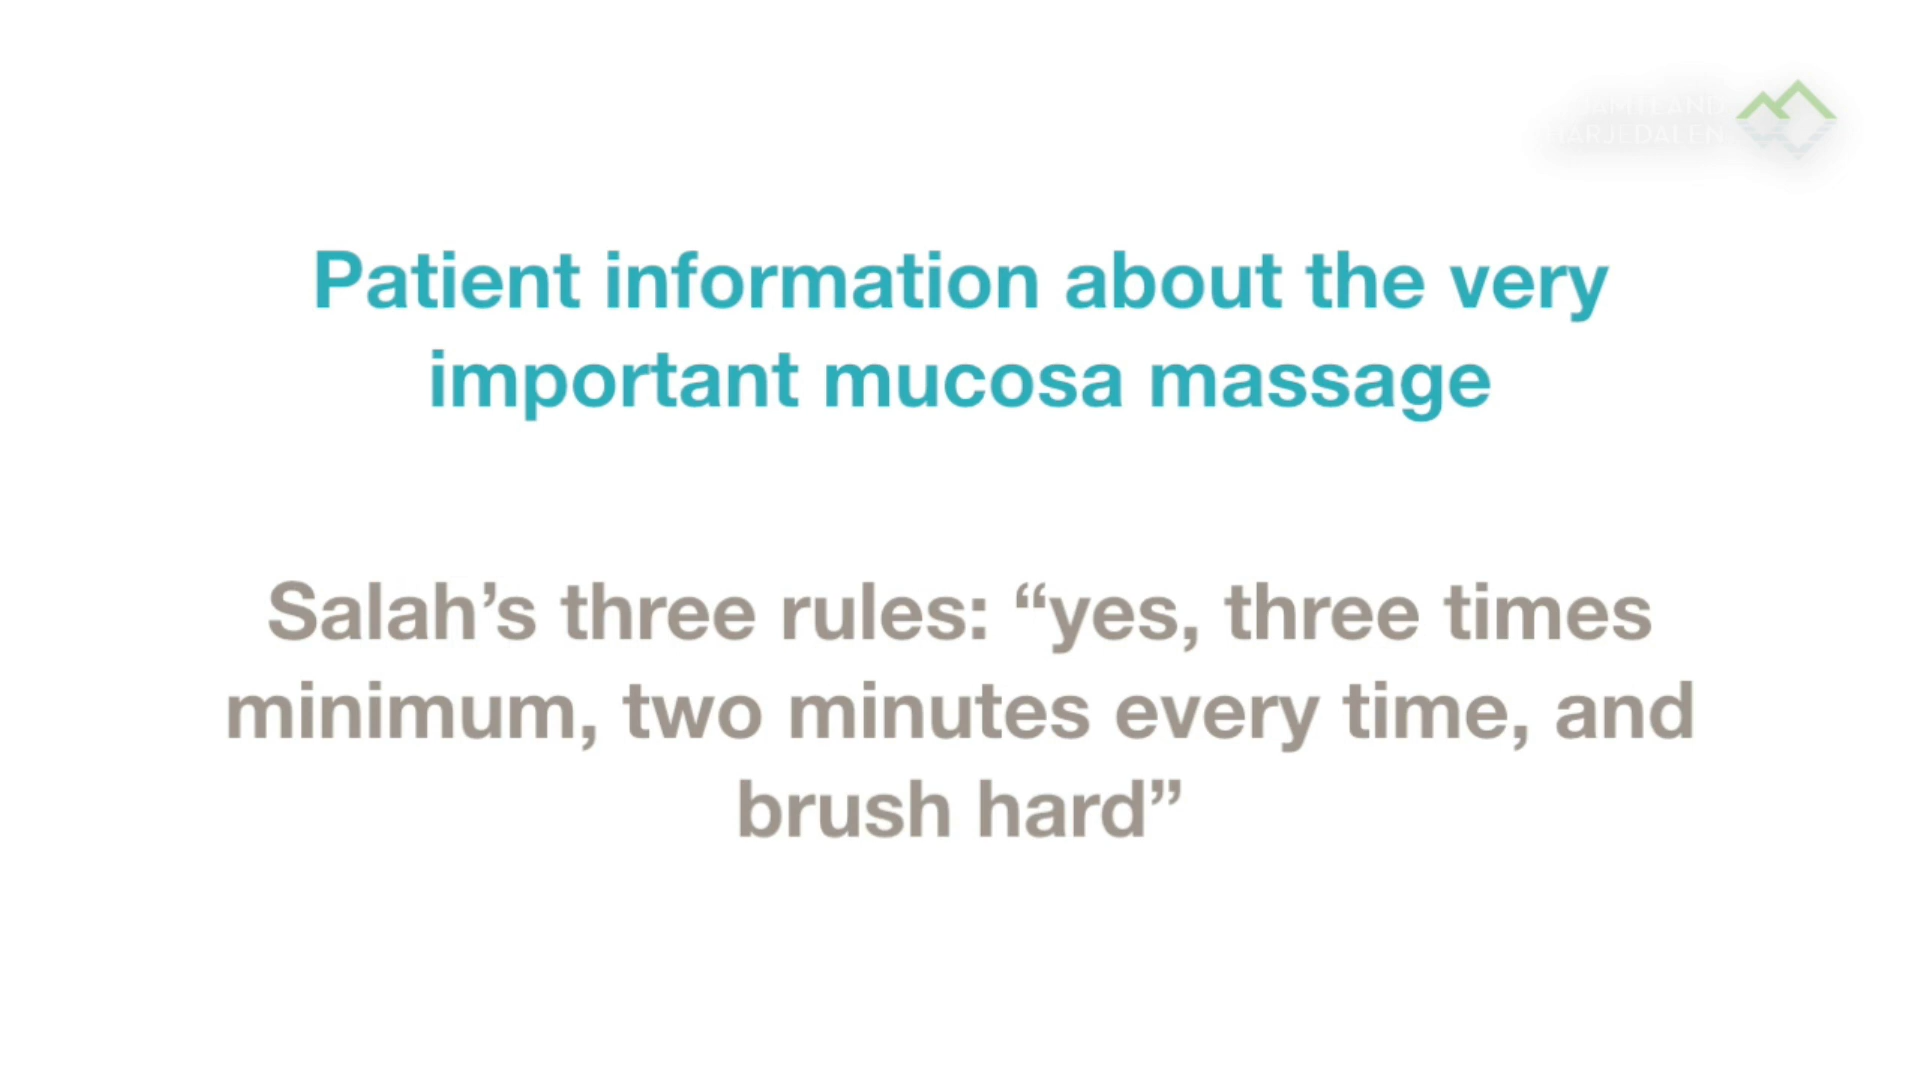 Patient information about the very
important mucosa massage
Salah’s three rules: “yes, three times
minimum, two minutes every time, and
brush hard”